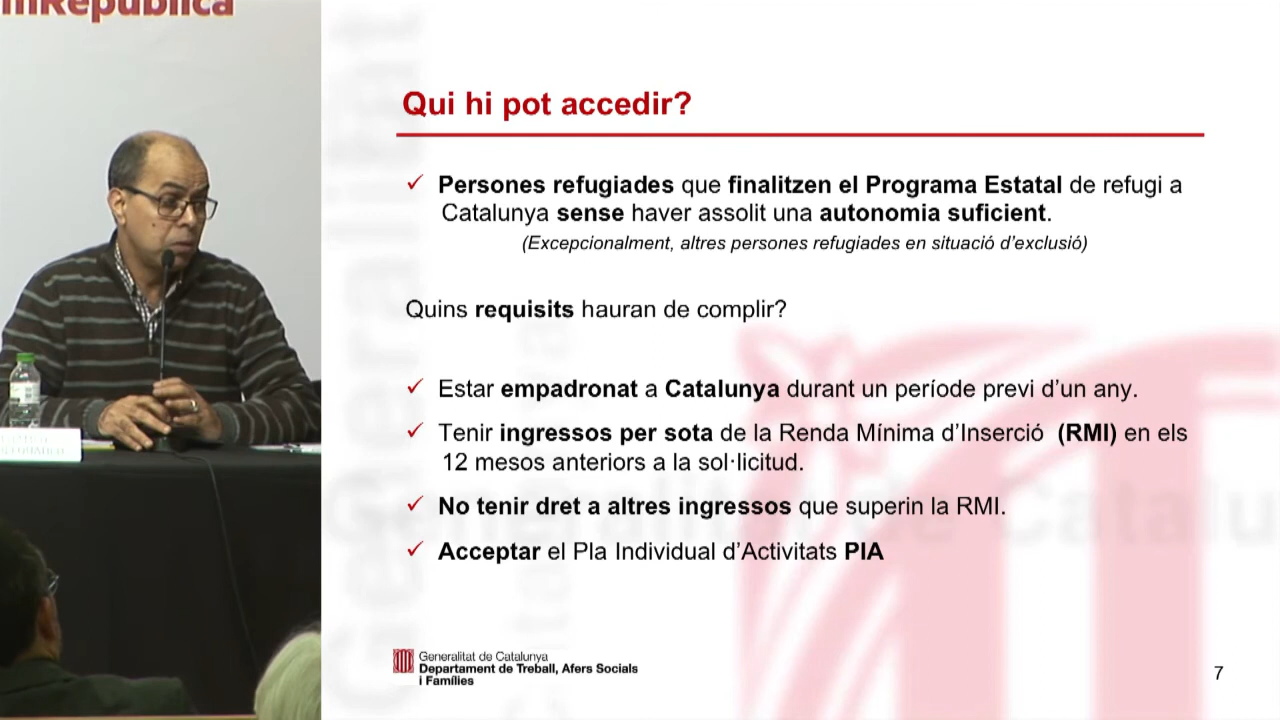 Qui hi pot accedir?
✓ Persones refugiades que finalitzen el Programa Estatal de refugi a
Catalunya sense haver assolit una autonomia suficient.
(Excepcionalment, altres persones refugiades en situació d'exclusió)
Quins requisits hauran de complir?
✓ Estar empadronat a Catalunya durant un període previ d'un any.
✓ Tenir ingressos per sota de la Renda Mínima d'Inserció (RMI) en els
12 mesos anteriors a la sol·licitud.
✓ No tenir dret a altres ingressos que superin la RMI.
✓ Acceptar el Pla Individual d'Activitats PIA
Generalitat de Catalunya
Departament de Treball, Afers Socials
i Famílies
7